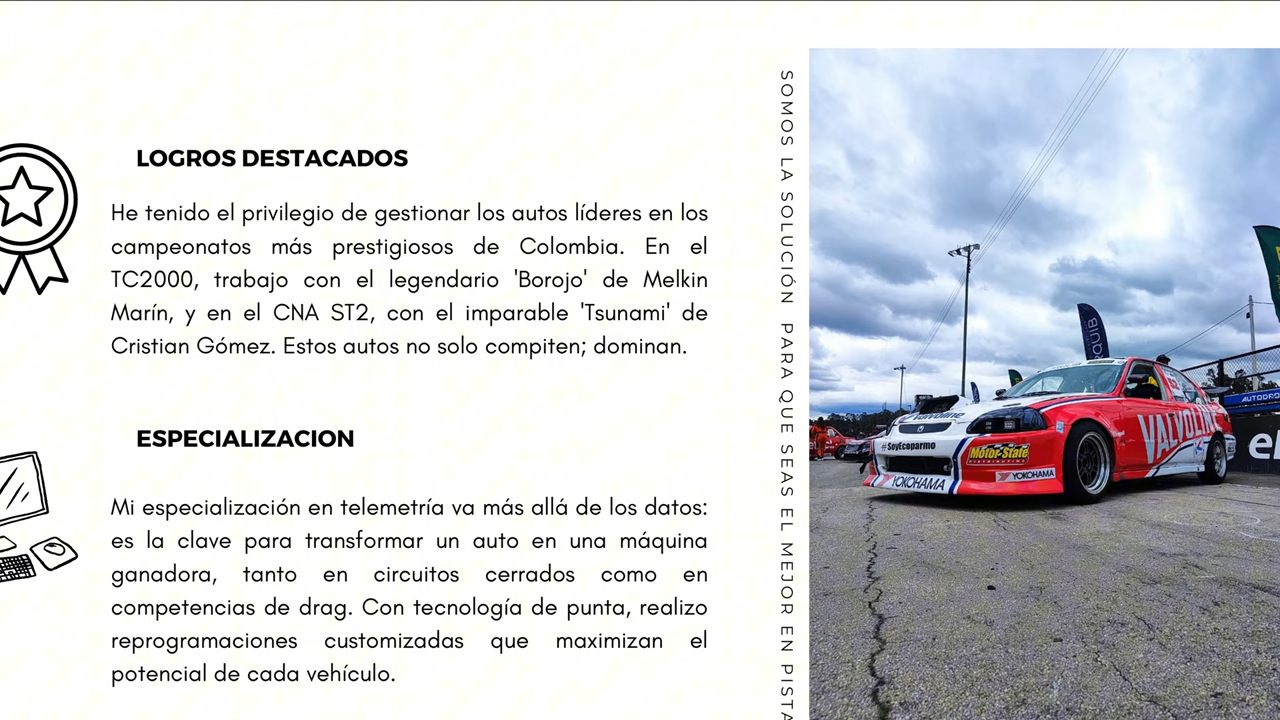 LOGROS DESTACADOS
He tenido el privilegio de gestionar los autos líderes en los
campeonatos más prestigiosos de Colombia. En el
TC2000, trabajo con el legendario 'Borojo' de Melkin
Marín, y en el CNA ST2, con el imparable 'Tsunami' de
Cristian Gómez. Estos autos no solo compiten; dominan.
ESPECIALIZACION
Mi especialización en telemetría va más allá de los datos:
es la clave para transformar un auto en una máquina
ganadora, tanto en circuitos cerrados como en
competencias de drag. Con tecnología de punta, realizo
reprogramaciones customizadas que maximizan el
potencial de cada vehículo.
SOMOS LA SOLUCIÓN PARA QUE SEAS EL MEJOR EN PISTA
Valvoline
#SoyEcoparmo
Motor State
DISTRIBUTING
YOKOHAMA
YOKOHAMA
VALVOLINE
AUTODRO
el